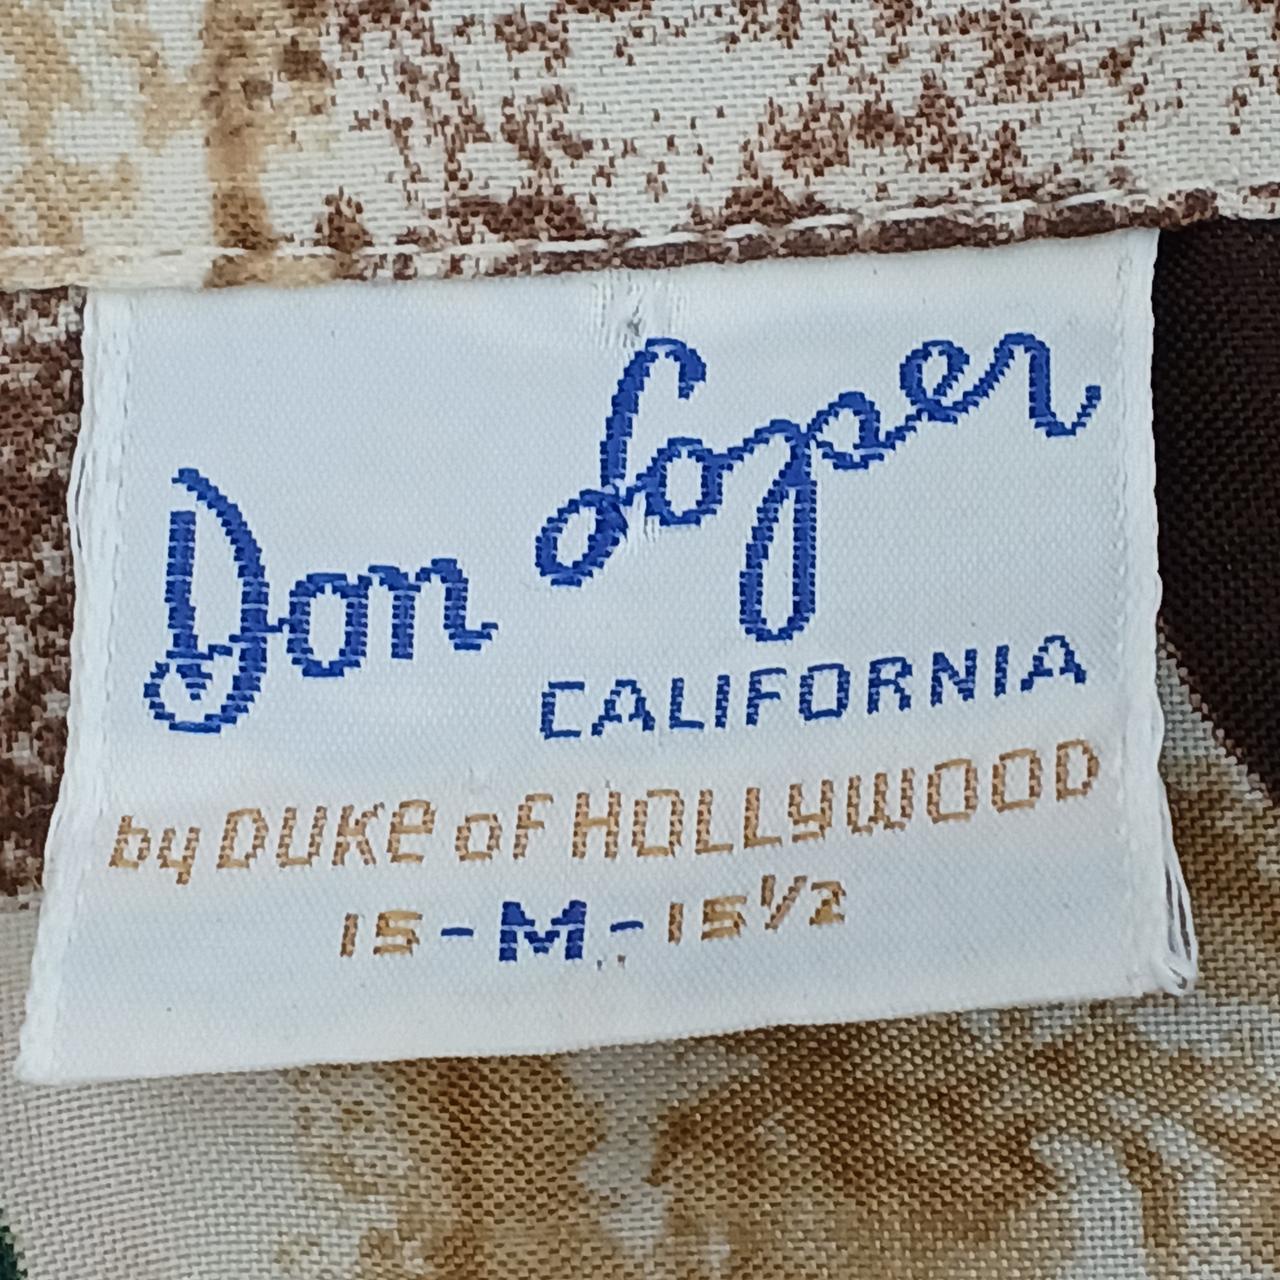 Don Loper
CALIFORNIA
by DUKE oF HOLLYWOOD
15-M-15½